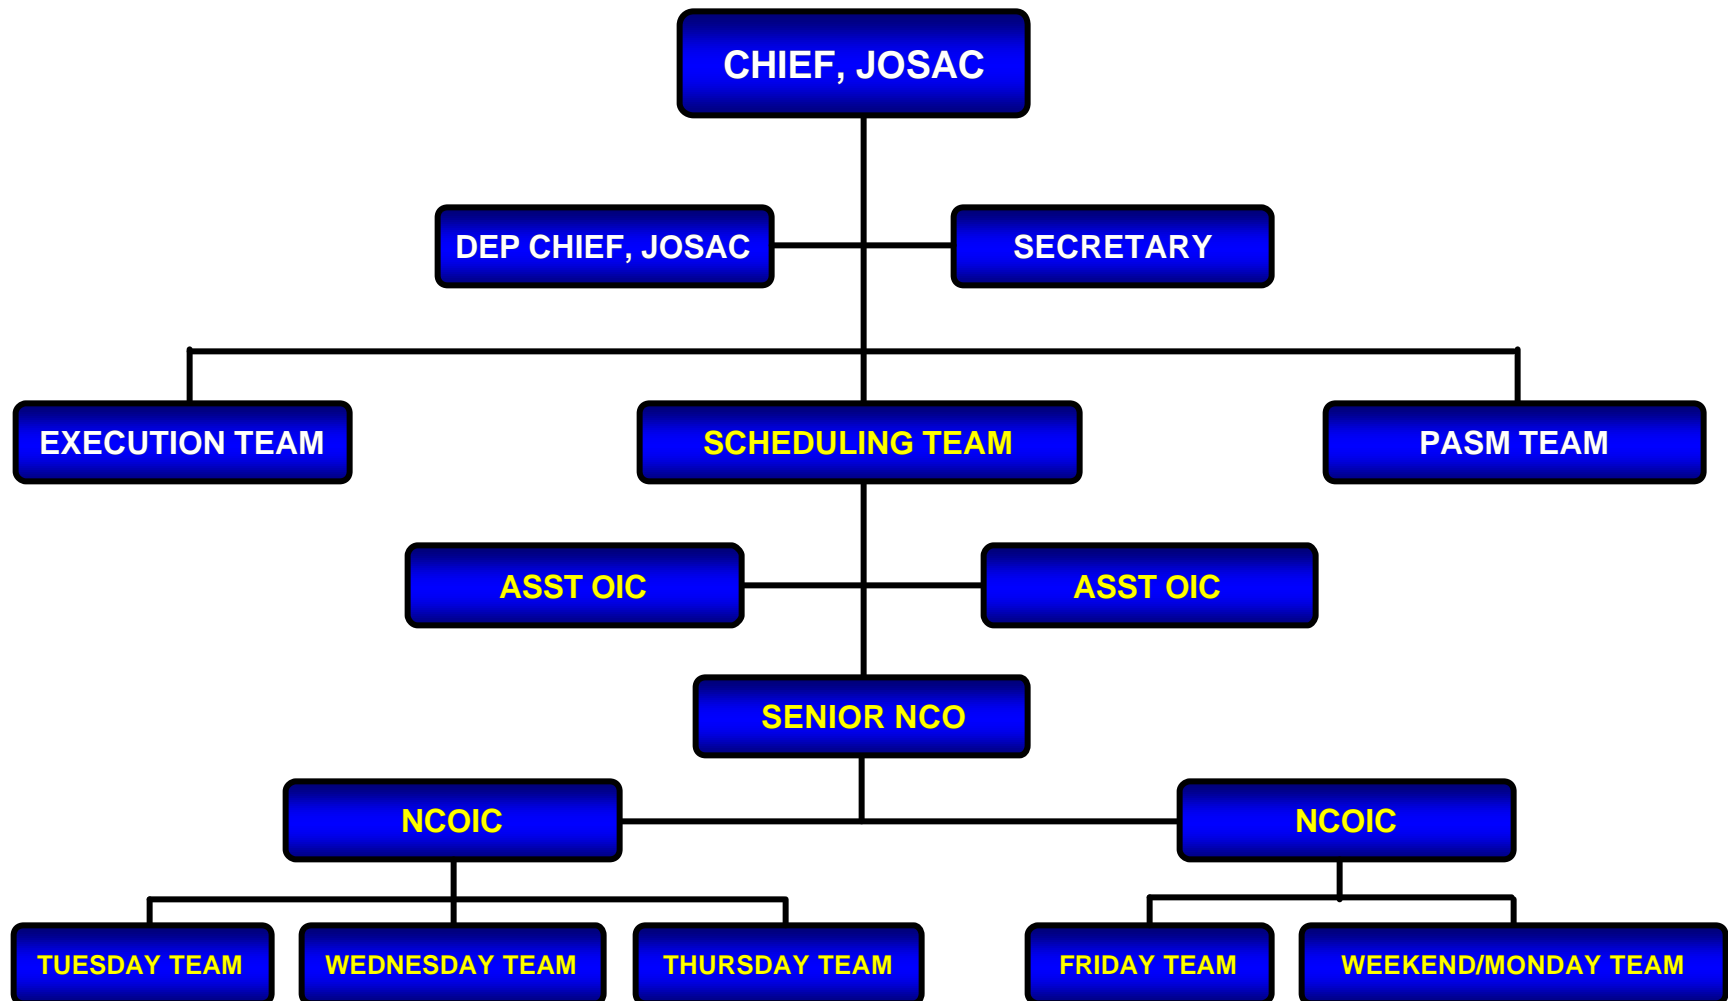 CHIEF, JOSAC
DEP CHIEF, JOSAC
SECRETARY
EXECUTION TEAM
SCHEDULING TEAM
PASM TEAM
ASST OIC
ASST OIC
SENIOR NCO
NCOIC
NCOIC
TUESDAY TEAM
WEDNESDAY TEAM
THURSDAY TEAM
FRIDAY TEAM
WEEKEND/MONDAY TEAM